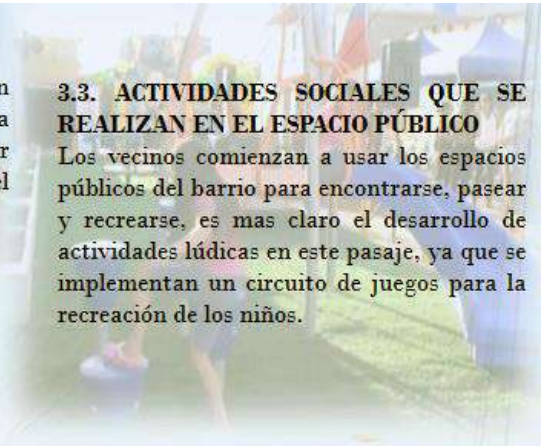 n
a
r
el
3.3. ACTIVIDADES SOCIALES QUE SE
REALIZAN EN EL ESPACIO PÚBLICO
Los vecinos comienzan a usar los espacios
públicos del barrio para encontrarse, pasear
y recrearse, es mas claro el desarrollo de
actividades lúdicas en este pasaje, ya que se
implementan un circuito de juegos para la
recreación de los niños.